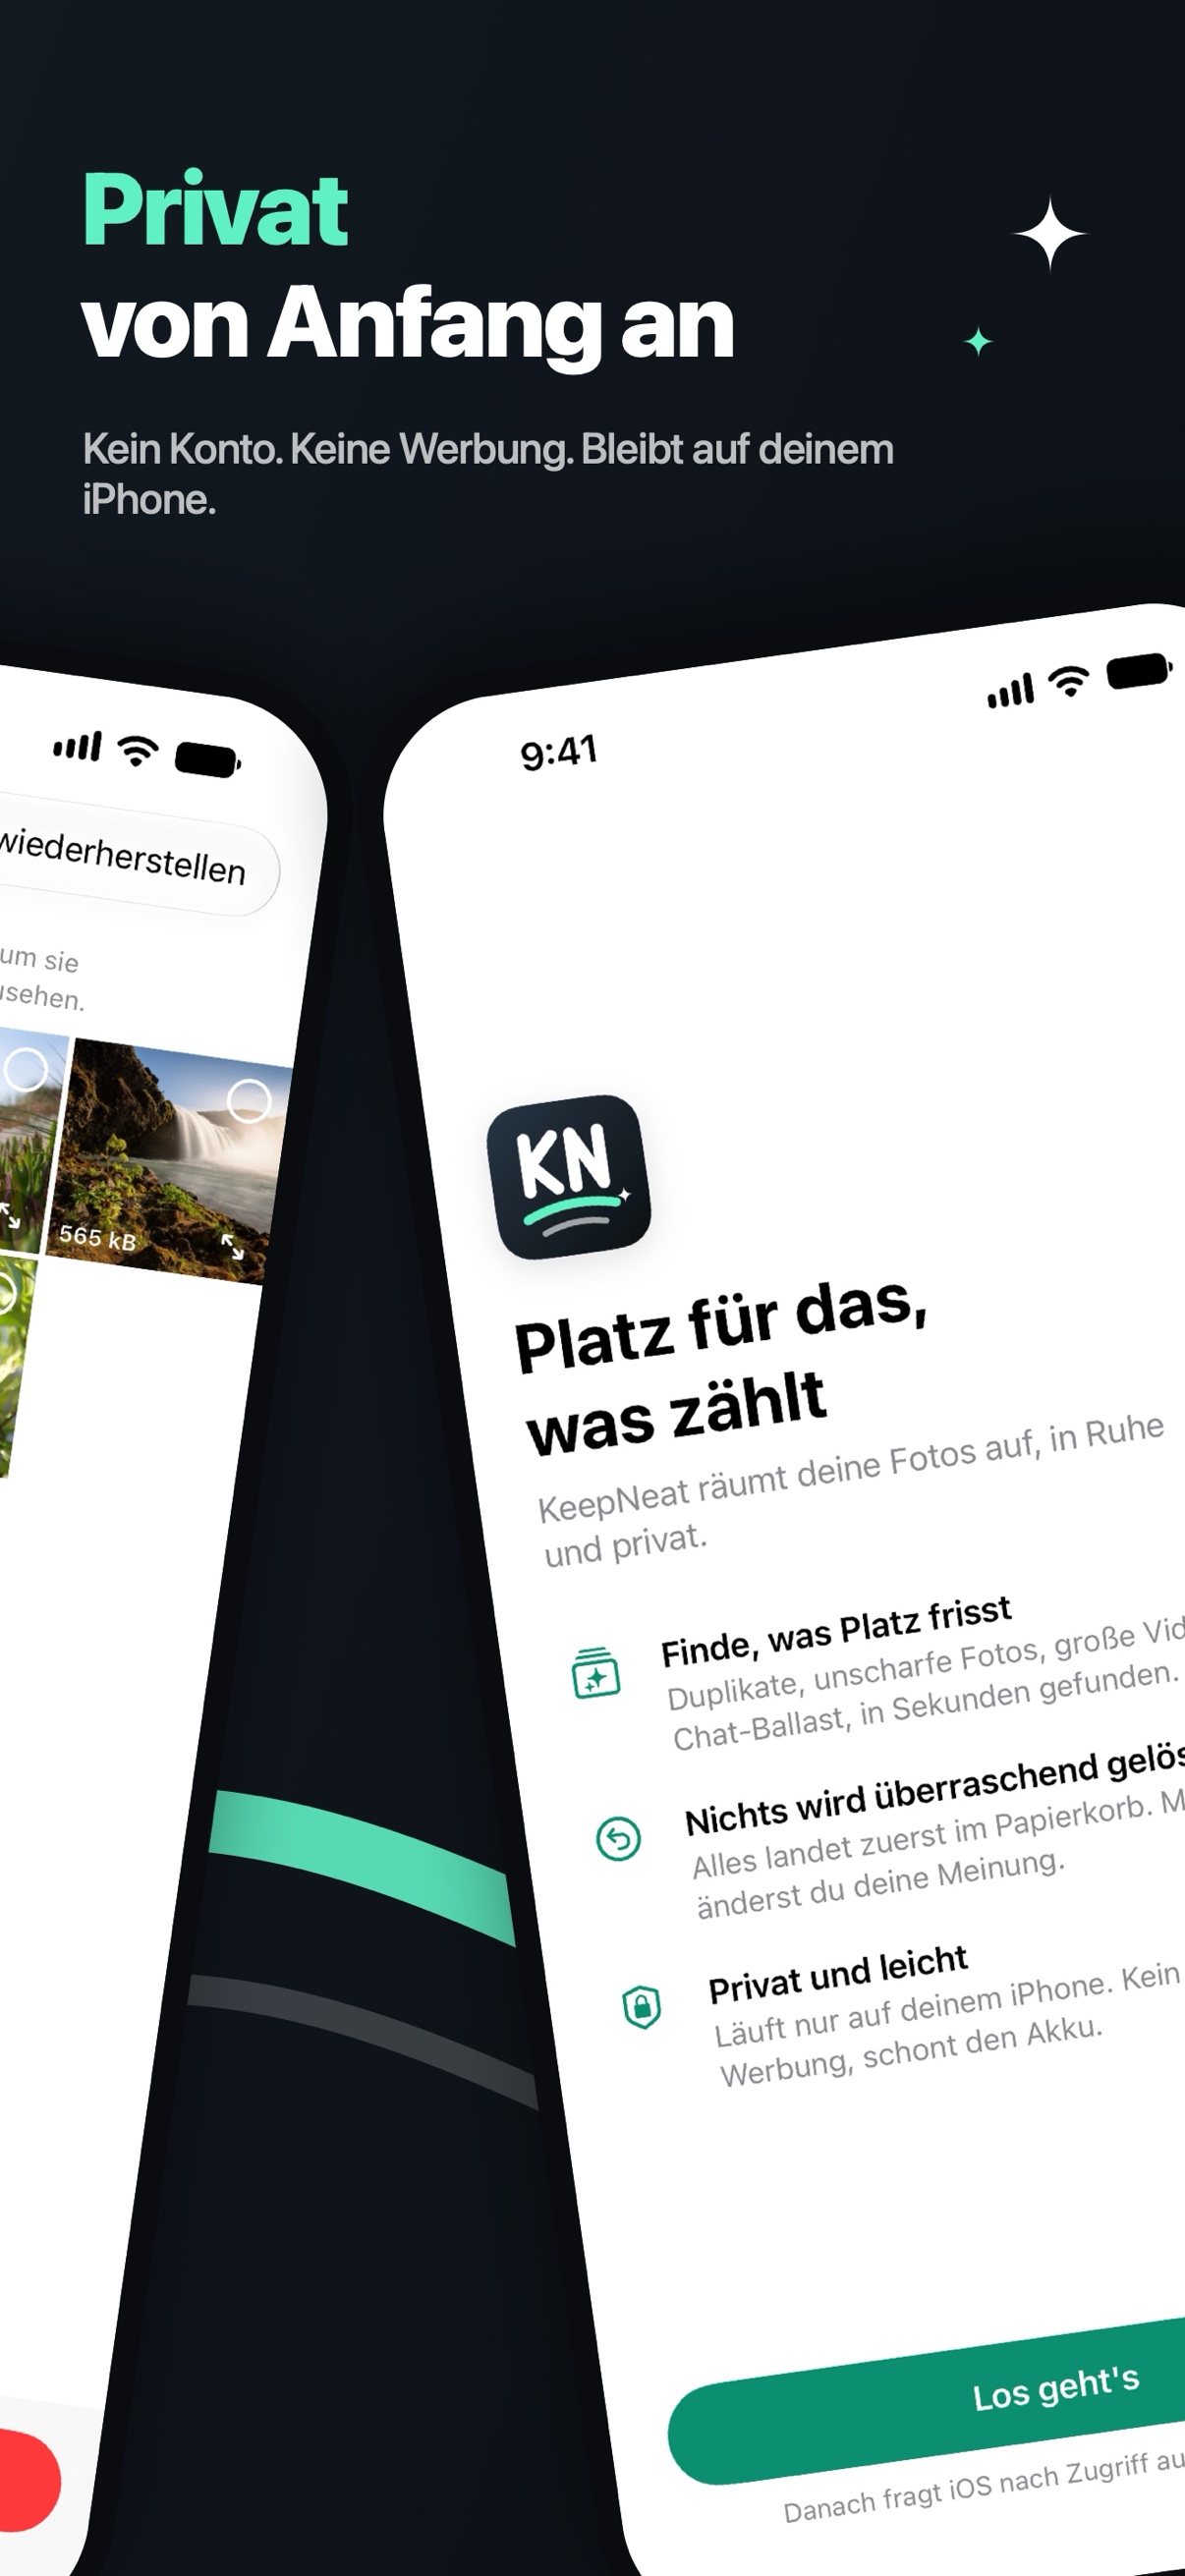 Privat
von Anfang an
Kein Konto. Keine Werbung. Bleibt auf deinem
iPhone.
wiederherstellen
um sie
565 kB
9:41
KN
Platz für das,
was zählt
KeepNeat räumt deine Fotos auf, in Ruhe
und privat.
Finde, was Platz frisst
Duplikate, unscharfe Fotos, große
Chat-Ballast, in Sekunden gefunden.
Nichts wird überraschend
Alles landet zuerst im Papierkorb.
änderst du deine Meinung.
Privat und leicht
Läuft nur auf deinem iPhone. Kein
Werbung, schont den Akku.
Los geht's
Danach fragt iOS nach Zugriff